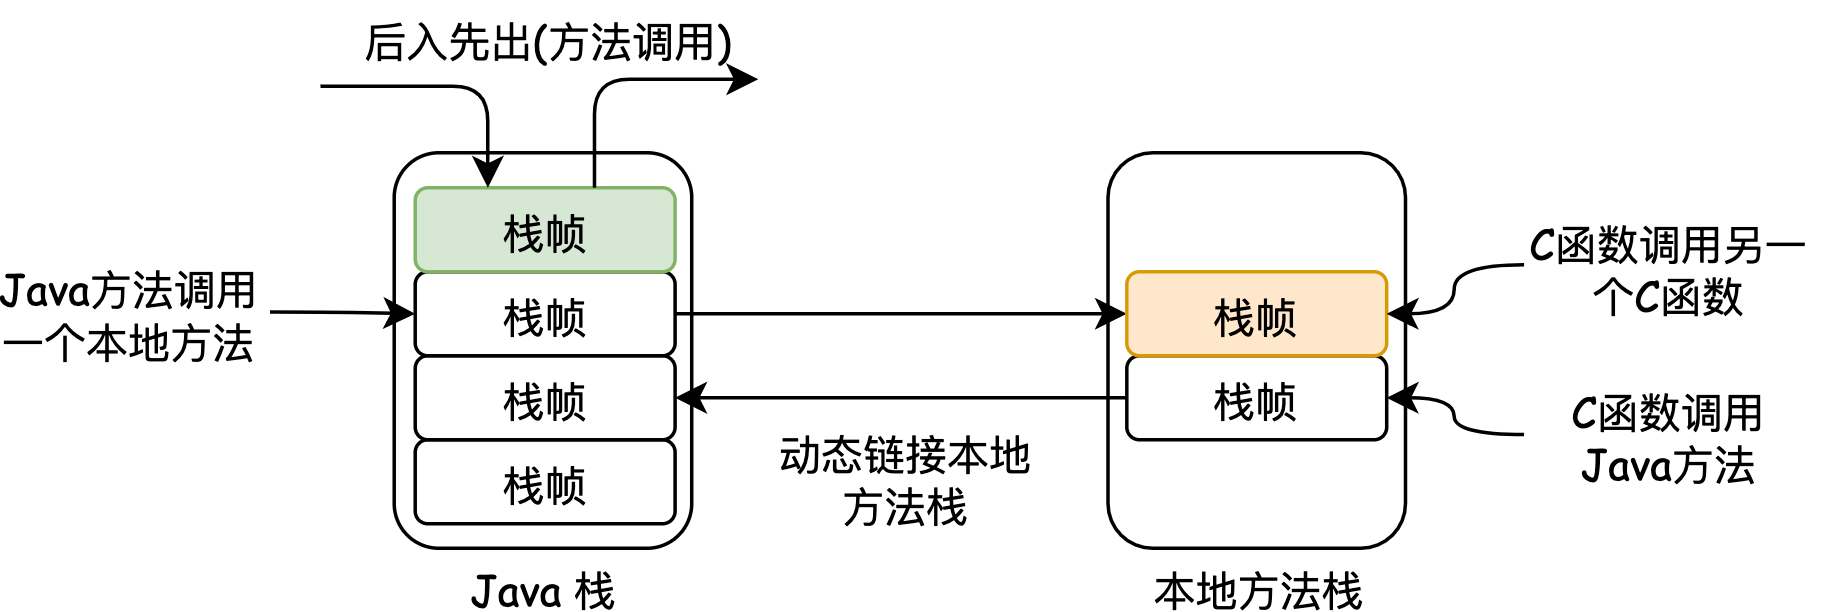 后入先出(方法调用)
Java方法调用
一个本地方法
栈帧
栈帧
栈帧
栈帧
Java 栈
动态链接本地
方法栈
栈帧
栈帧
本地方法栈
C函数调用另一
个C函数
C函数调用
Java方法